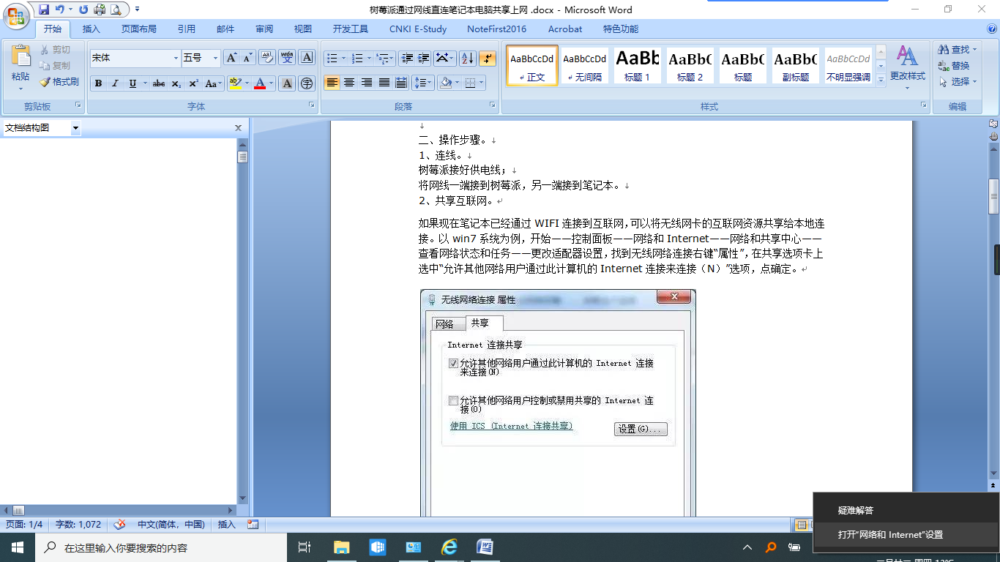 树莓派通过网线直连笔记本电脑共享上网 .docx - Microsoft Word
开始 插入 页面布局 引用 邮件 审阅 视图 开发工具 CNKI E-Study NoteFirst2016 Acrobat 特色功能
粘贴
剪切
复制
格式刷
剪贴板
宋体 五号
字体
段落
AaBbCcDd AaBbCcDd AaBb AaBbC AaBbC AaBbC AaBbCcDd
正文 无间隔 标题 1 标题 2 标题 副标题 不明显强调
更改样式
样式
查找
替换
选择
编辑
文档结构图
二、操作步骤。
1、连线。
树莓派接好供电线；
将网线一端接到树莓派，另一端接到笔记本。
2、共享互联网。
如果现在笔记本已经通过 WIFI 连接到互联网，可以将无线网卡的互联网资源共享给本地连
接。以 win7 系统为例，开始——控制面板——网络和 Internet——网络和共享中心——
查看网络状态和任务——更改适配器设置，找到无线网络连接右键“属性”，在共享选项卡上
选中“允许其他网络用户通过此计算机的 Internet 连接来连接（N）”选项，点确定。
无线网络连接 属性
网络 共享
Internet 连接共享
允许其他网络用户通过此计算机的 Internet 连接
来连接(N)
允许其他网络用户控制或禁用共享的 Internet 连
接(O)
使用 ICS (Internet 连接共享)
设置(G)...
疑难解答
打开“网络和 Internet”设置
页面: 1/4 字数: 1,072 中文(简体，中国) 插入
在这里输入你要搜索的内容